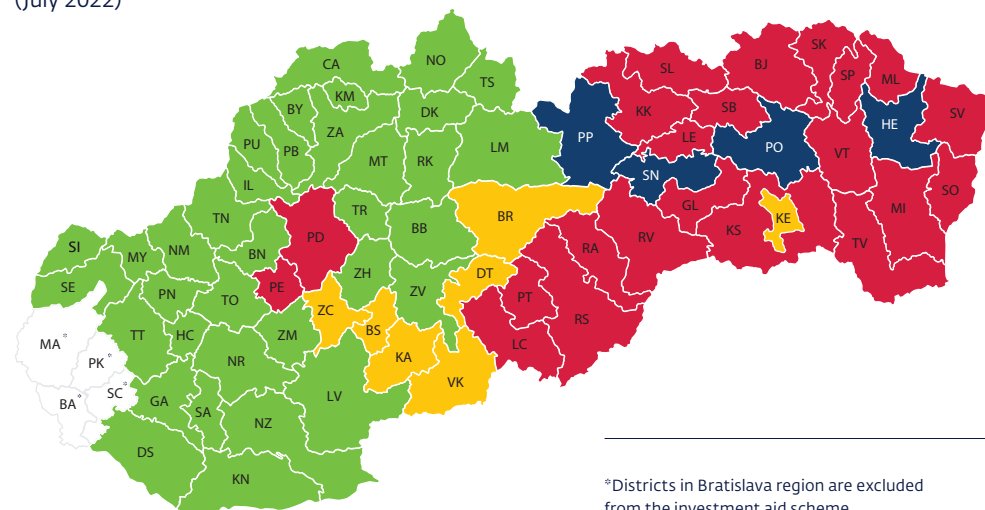 (July 2022)
CA
NO
TS
KM
BY
DK
ZA
PU
PB
MT
RK
LM
IL
TN
TR
BB
SI
MY
NM
BN
PD
ZH
ZV
SE
PN
TO
PE
ZC
BS
BR
DT
MA*
PK*
SC*
BA*
TT
HC
NR
ZM
KA
VK
GA
SA
NZ
LV
DS
KN
PP
SL
KK
LE
SB
BJ
SK
SP
ML
HE
SV
PO
VT
SN
GL
KS
KE
MI
SO
TV
RA
RV
PT
RS
LC
*Districts in Bratislava region are excluded
from the investment aid scheme